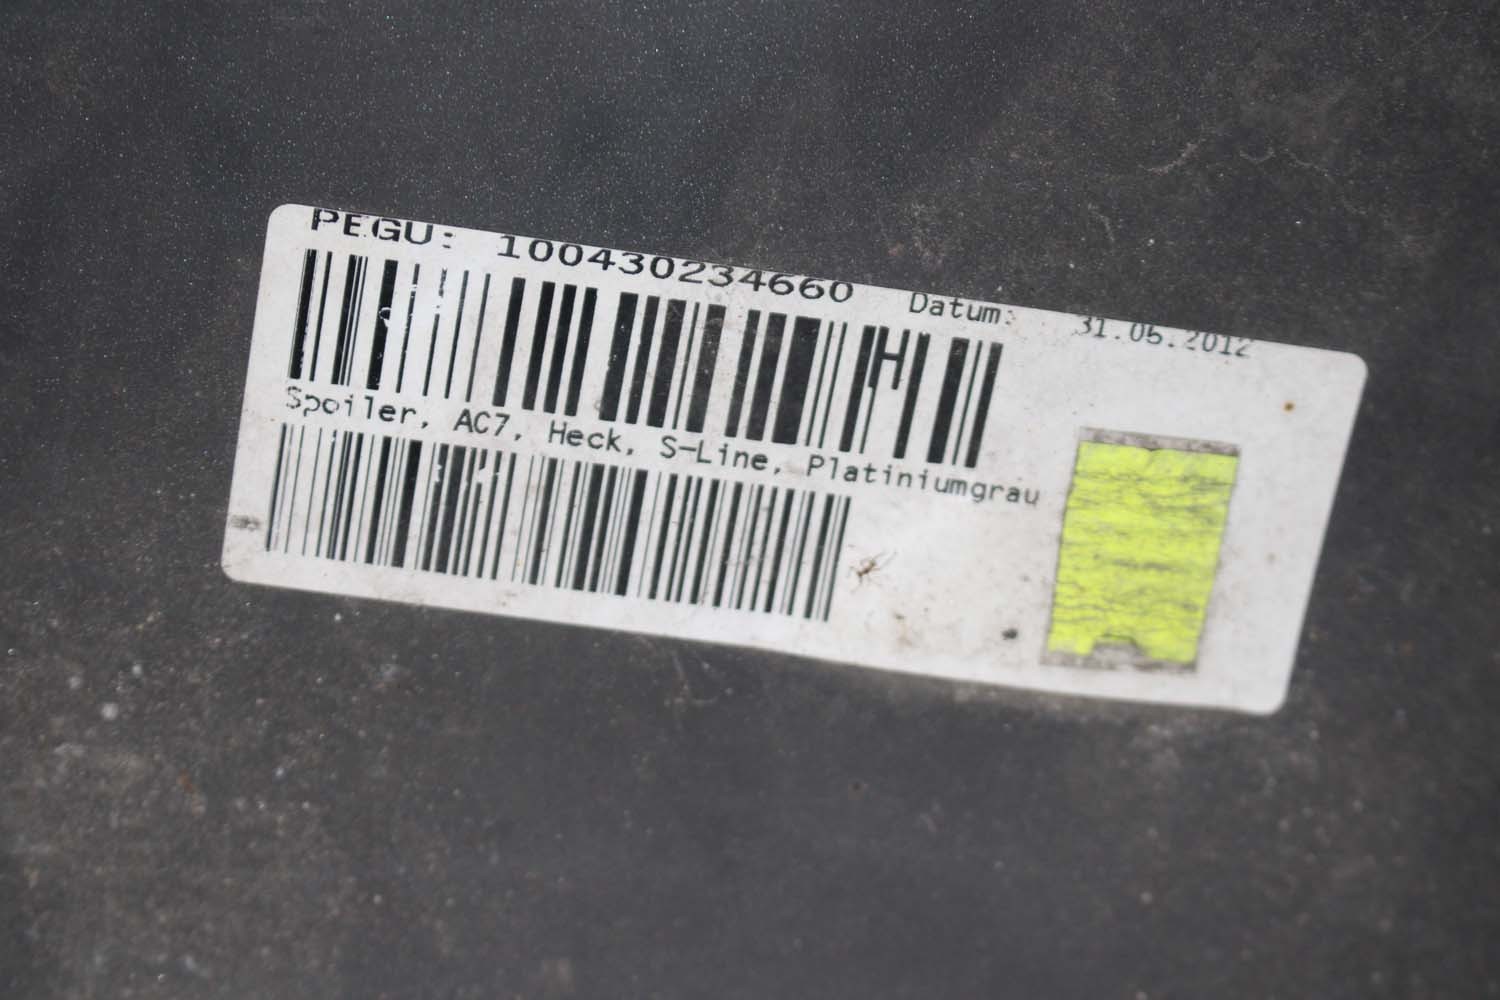 PEGU: 100430234660 Datum: 31.05.2012
H
Spoiler, AC7, Heck, S-Line, Platiniumgrau